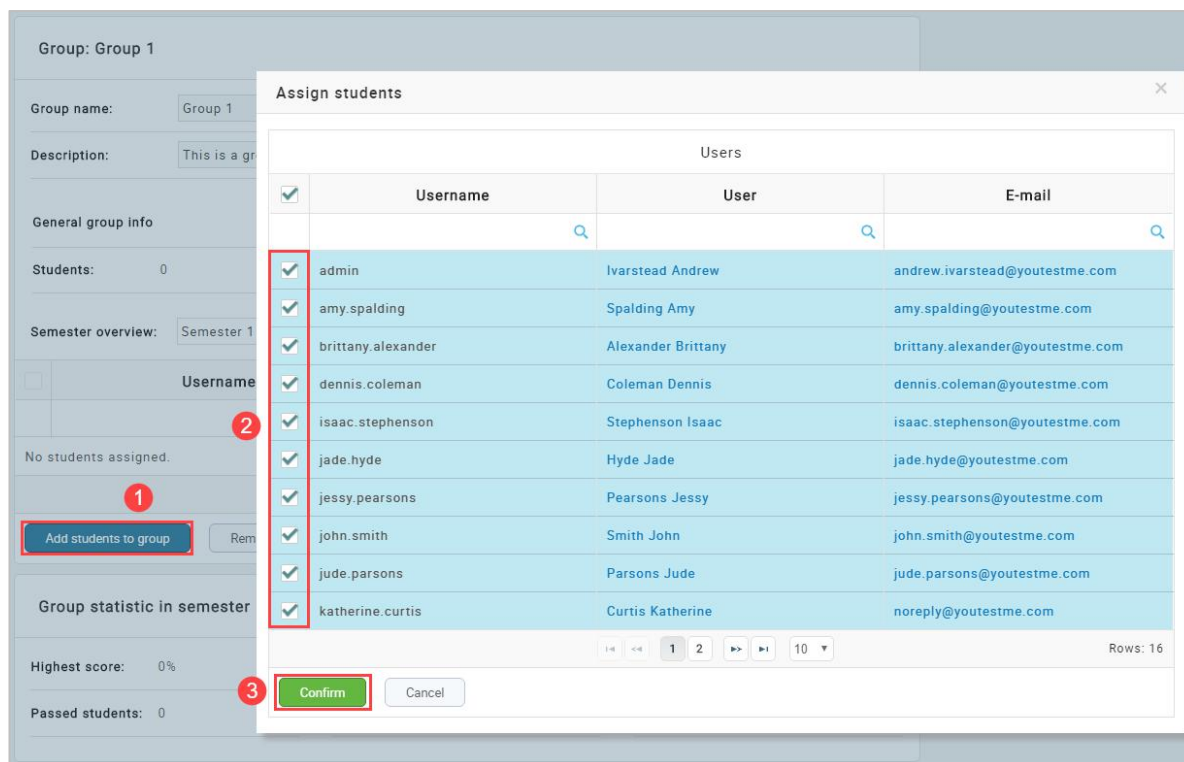 Group: Group 1
Group name: Group 1
Description: This is a gr
General group info
Students: 0
Semester overview: Semester 1
Username
No students assigned.
1
Add students to group Rem
Group statistic in semester
Highest score: 0%
Passed students: 0
Assign students
Users
Username User E-mail
2
admin Ivarstead Andrew andrew.ivarstead@youtestme.com
amy.spalding Spalding Amy amy.spalding@youtestme.com
brittany.alexander Alexander Brittany brittany.alexander@youtestme.com
dennis.coleman Coleman Dennis dennis.coleman@youtestme.com
isaac.stephenson Stephenson Isaac isaac.stephenson@youtestme.com
jade.hyde Hyde Jade jade.hyde@youtestme.com
jessy.pearsons Pearsons Jessy jessy.pearsons@youtestme.com
john.smith Smith John john.smith@youtestme.com
jude.parsons Parsons Jude jude.parsons@youtestme.com
katherine.curtis Curtis Katherine noreply@youtestme.com
1 2 10 Rows: 16
3
Confirm Cancel